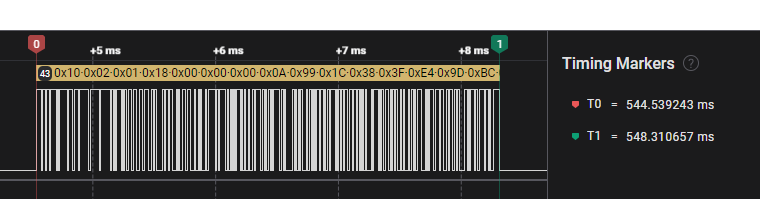 0
1
+5 ms
+6 ms
+7 ms
+8 ms
43 0x10·0x02·0x01·0x18·0x00·0x00·0x00·0x0A·0x99·0x1C·0x38·0x3F·0xE4·0x9D·0xBC·
Timing Markers ?
T0 = 544.539243 ms
T1 = 548.310657 ms